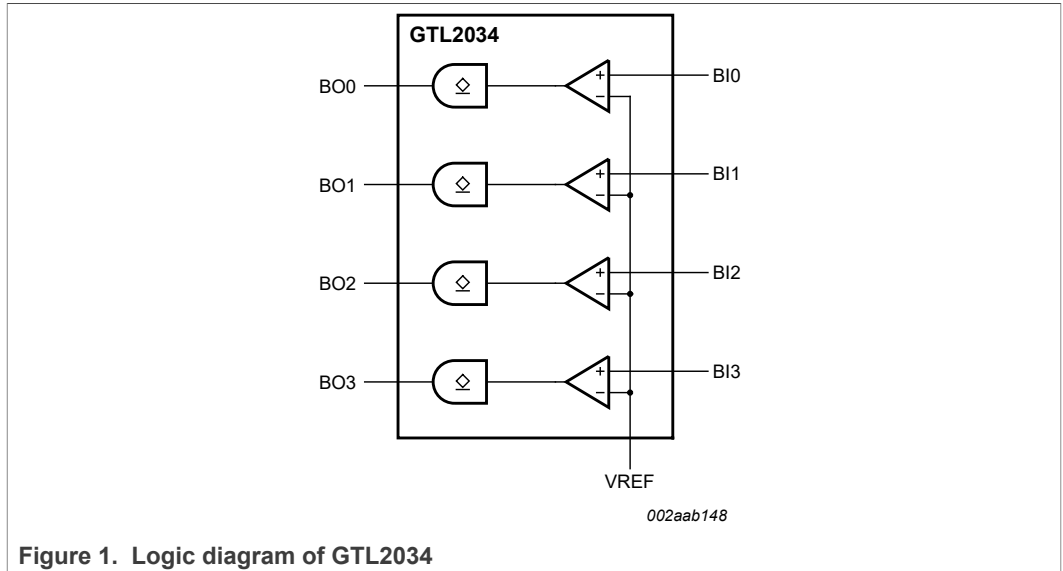 GTL2034
BO0
+
−
BI0
BO1
+
−
BI1
BO2
+
−
BI2
BO3
+
−
BI3
VREF
002aab148
Figure 1. Logic diagram of GTL2034